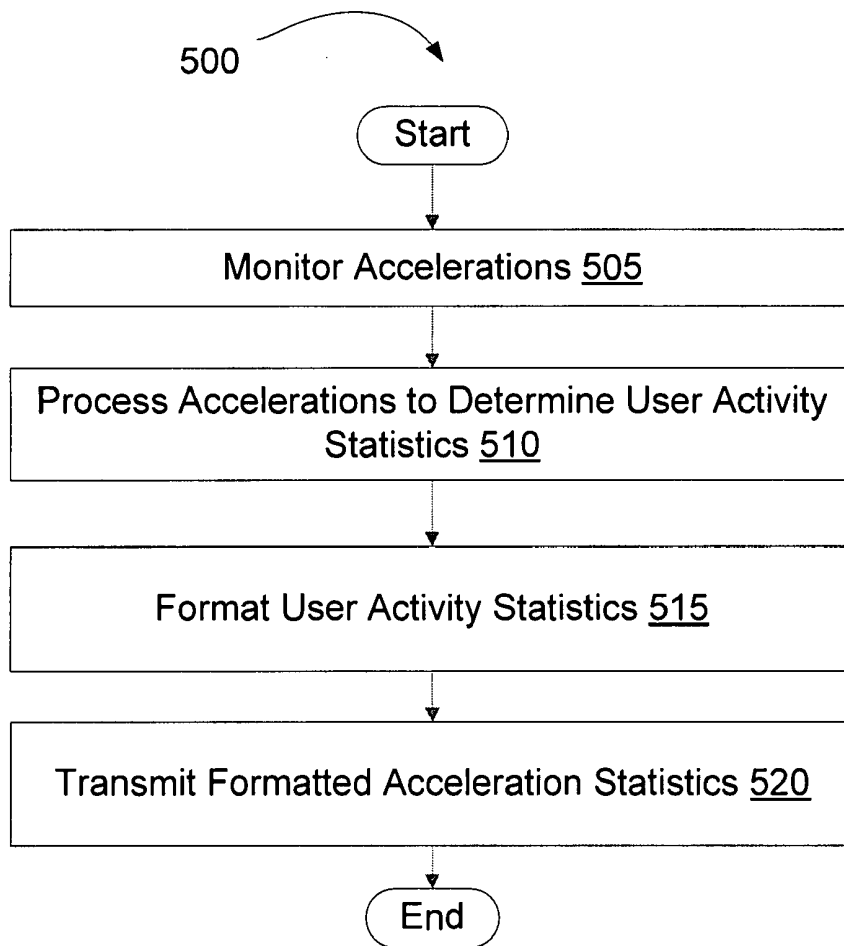 500
Start
Monitor Accelerations 505
Process Accelerations to Determine User Activity
Statistics 510
Format User Activity Statistics 515
Transmit Formatted Acceleration Statistics 520
End